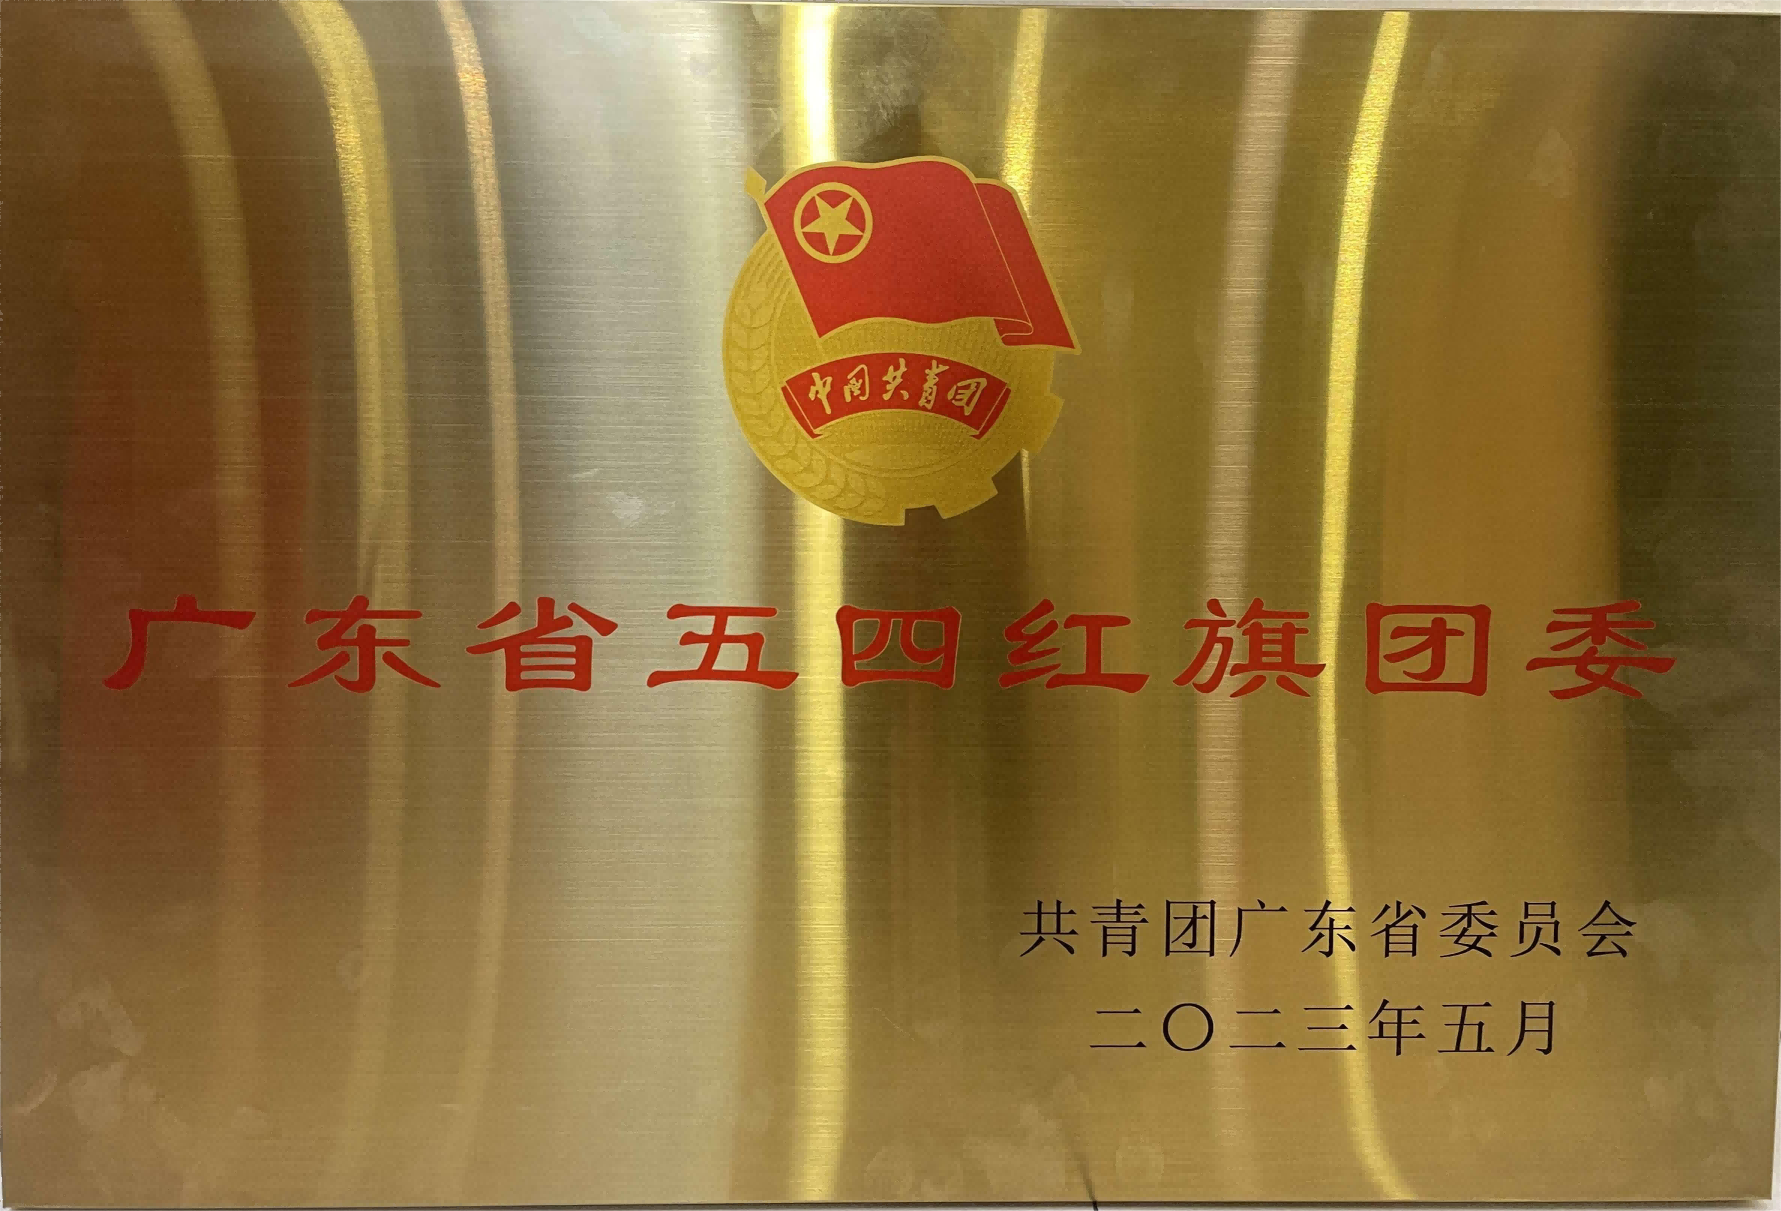 中国共青团
广东省五四红旗团委
共青团广东省委员会
二〇二三年五月